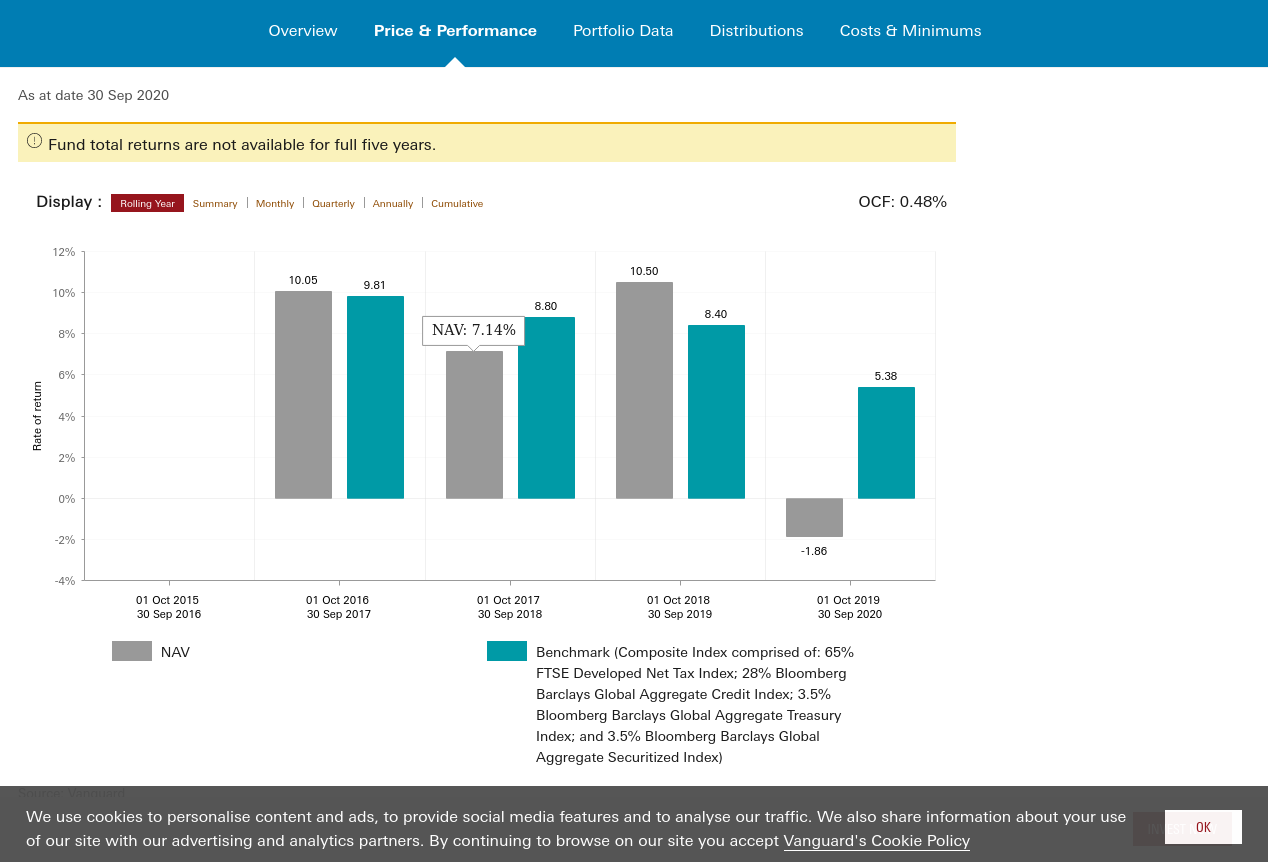 Overview Price & Performance Portfolio Data Distributions Costs & Minimums
As at date 30 Sep 2020
Fund total returns are not available for full five years.
Display : Rolling Year Summary Monthly Quarterly Annually Cumulative OCF: 0.48%
12%
10%
8%
6%
4%
2%
0%
-2%
-4%
Rate of return
10.05
9.81
NAV: 7.14%
8.80
10.50
8.40
-1.86
5.38
01 Oct 2015
30 Sep 2016
01 Oct 2016
30 Sep 2017
01 Oct 2017
30 Sep 2018
01 Oct 2018
30 Sep 2019
01 Oct 2019
30 Sep 2020
NAV
Benchmark (Composite Index comprised of: 65%
FTSE Developed Net Tax Index; 28% Bloomberg
Barclays Global Aggregate Credit Index; 3.5%
Bloomberg Barclays Global Aggregate Treasury
Index; and 3.5% Bloomberg Barclays Global
Aggregate Securitized Index)
Source: Vanguard
We use cookies to personalise content and ads, to provide social media features and to analyse our traffic. We also share information about your use
of our site with our advertising and analytics partners. By continuing to browse on our site you accept Vanguard's Cookie Policy
OK